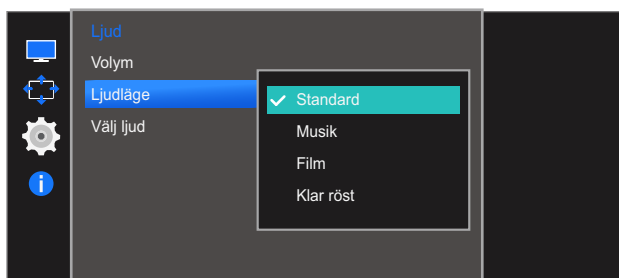 Ljud
Volym
Ljudläge
Välj ljud
Standard
Musik
Film
Klar röst